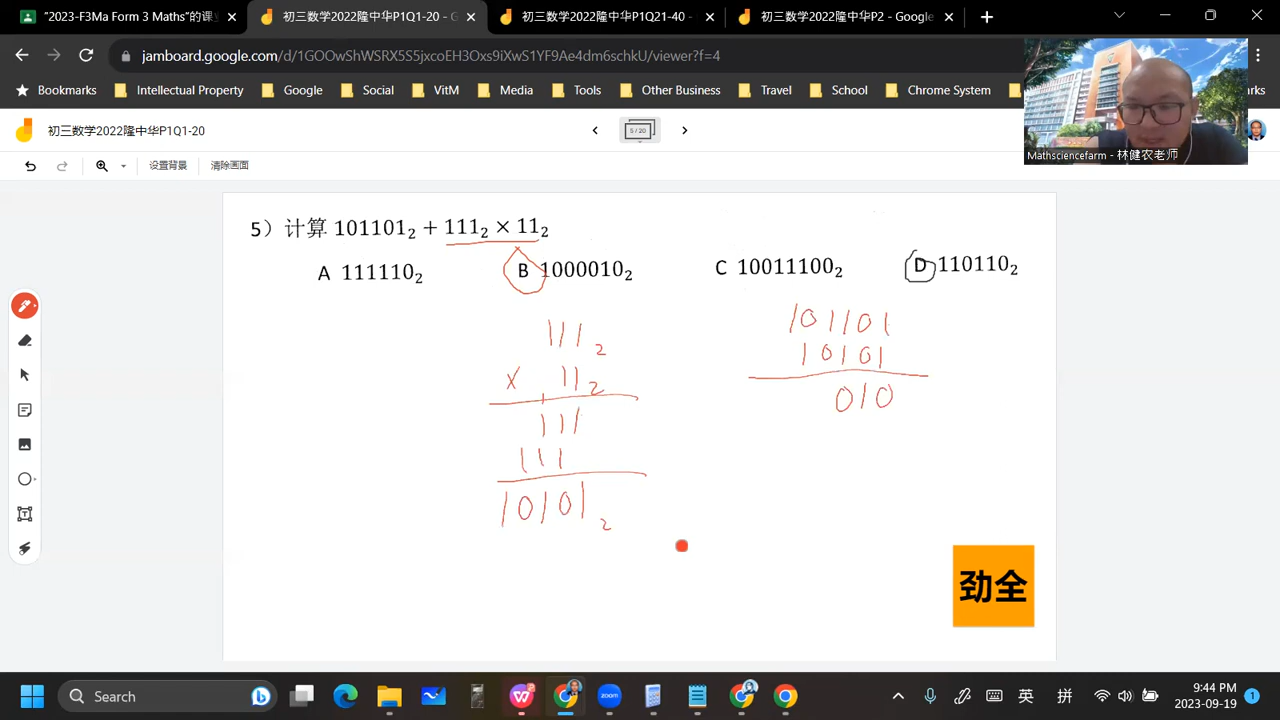 "2023-F3Ma Form 3 Maths"的课
初三数学2022隆中华P1Q1-20 - G
初三数学2022隆中华P1Q21-40 -
初三数学2022隆中华P2 - Google
jamboard.google.com/d/1GOOwShWSRX5S5jxcoEH3Oxs9iXwS1YF9Ae4dm6schkU/viewer?f=4
Bookmarks Intellectual Property Google Social VitM Media Tools Other Business Travel School Chrome System
Mathsciencefarm - 林健农老师
初三数学2022隆中华P1Q1-20
5 / 20
设置背景 清除画面
5）计算 101101₂ + 111₂ × 11₂
A 111110₂ B 1000010₂ C 10011100₂ D 110110₂
111₂
x 11₂
111
111
10101₂
101101
10101
010
劲全
Search
英 拼
9:44 PM
2023-09-19
1